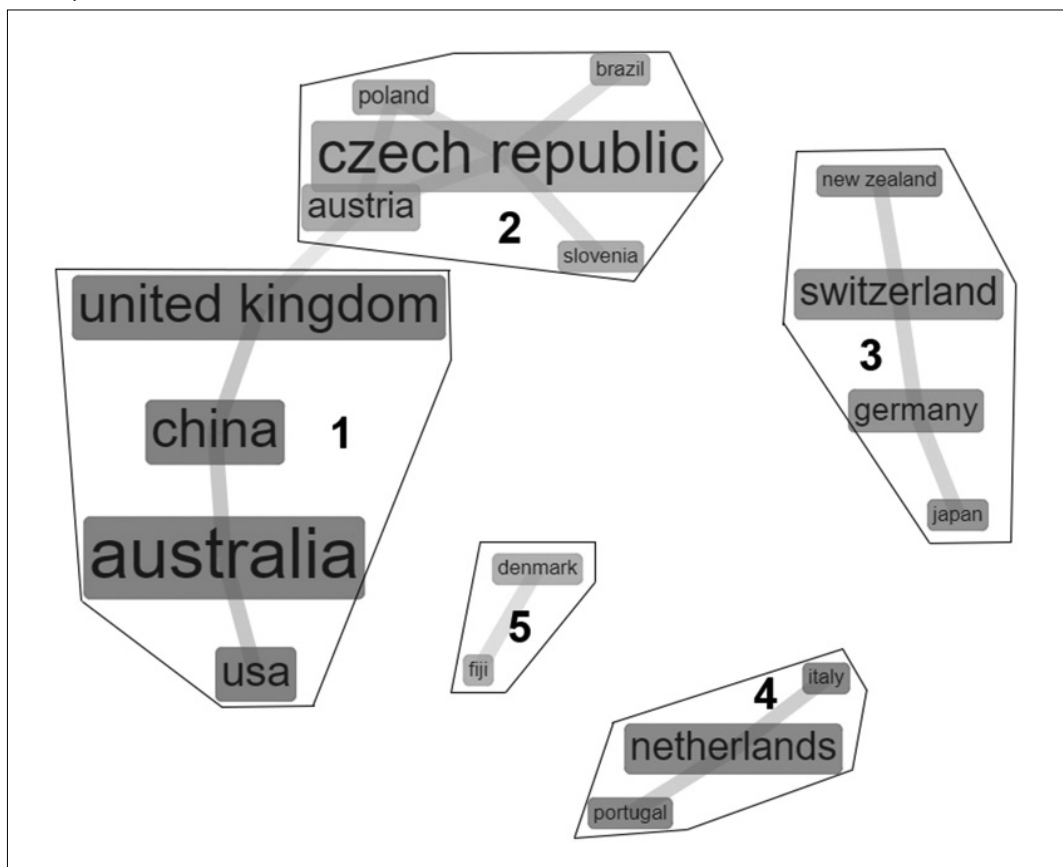 brazil
poland
czech republic
austria
2
slovenia
united kingdom
china
1
australia
usa
new zealand
switzerland
3
germany
japan
denmark
5
fiji
italy
4
netherlands
portugal